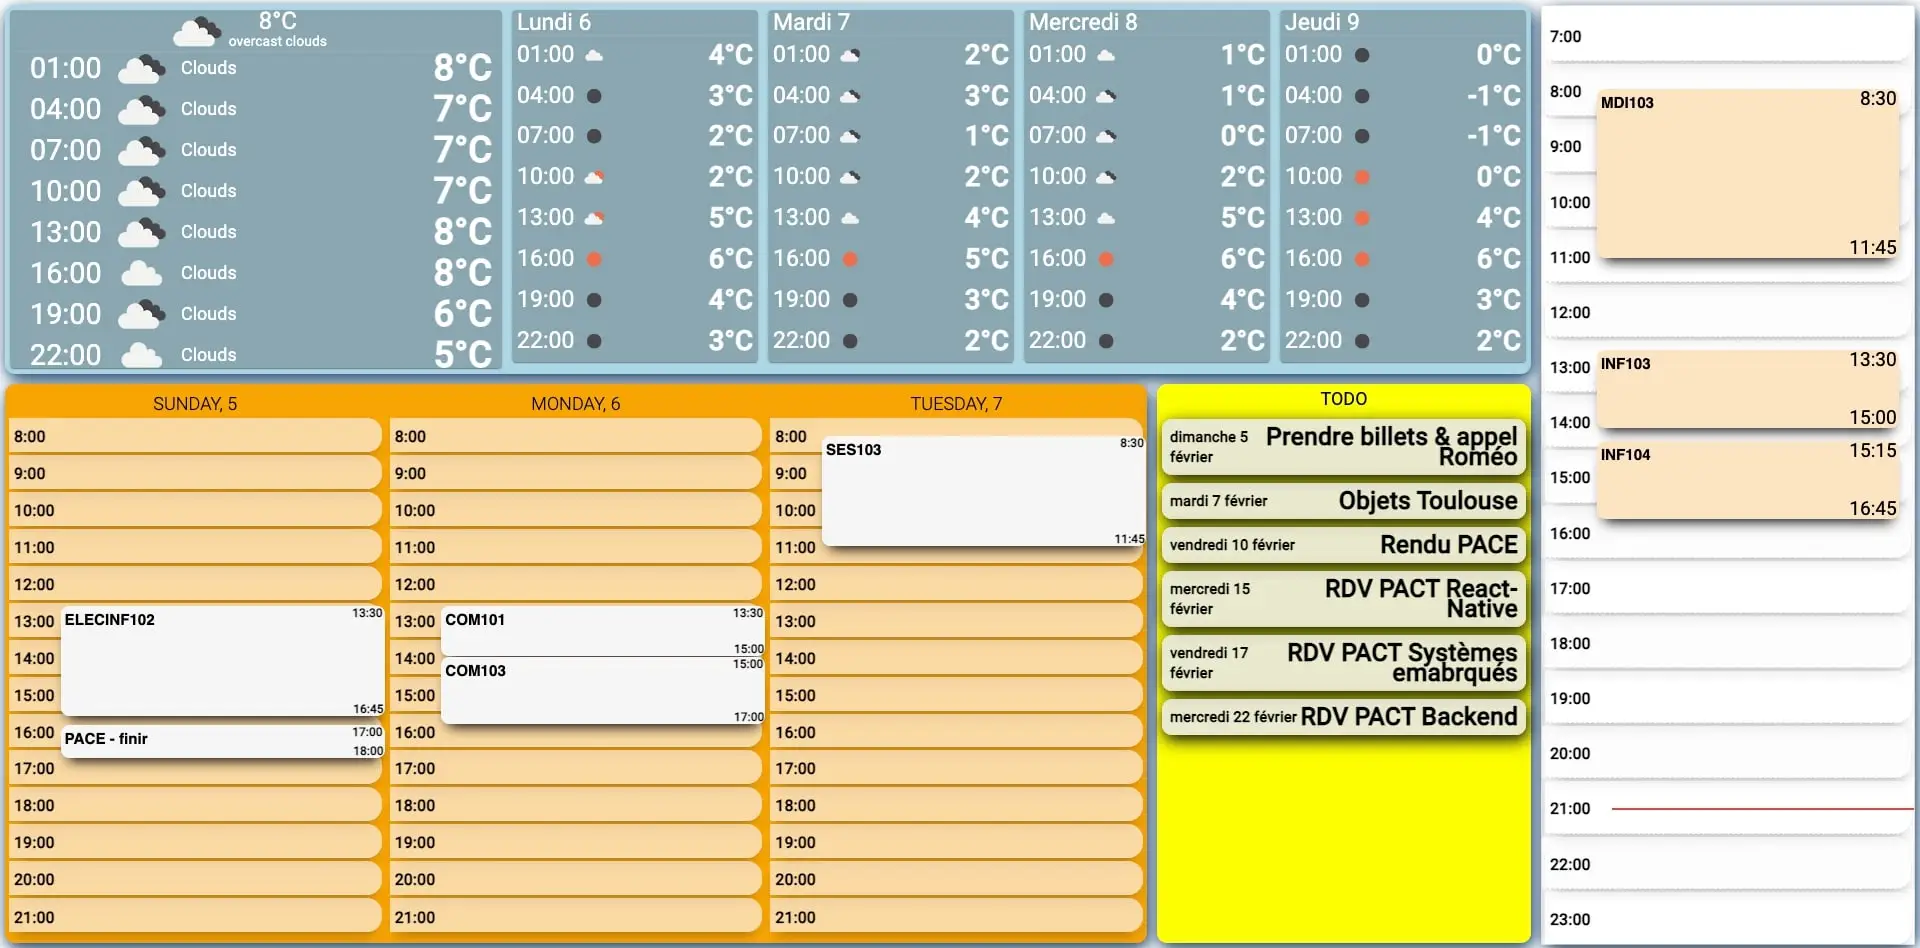 8°C
overcast clouds
01:00 Clouds 8°C
04:00 Clouds 7°C
07:00 Clouds 7°C
10:00 Clouds 7°C
13:00 Clouds 8°C
16:00 Clouds 8°C
19:00 Clouds 6°C
22:00 Clouds 5°C
Lundi 6
01:00 4°C
04:00 3°C
07:00 2°C
10:00 2°C
13:00 5°C
16:00 6°C
19:00 4°C
22:00 3°C
Mardi 7
01:00 2°C
04:00 3°C
07:00 1°C
10:00 2°C
13:00 4°C
16:00 5°C
19:00 3°C
22:00 2°C
Mercredi 8
01:00 1°C
04:00 1°C
07:00 0°C
10:00 2°C
13:00 5°C
16:00 6°C
19:00 4°C
22:00 2°C
Jeudi 9
01:00 0°C
04:00 -1°C
07:00 -1°C
10:00 0°C
13:00 4°C
16:00 6°C
19:00 3°C
22:00 2°C
SUNDAY, 5
8:00
9:00
10:00
11:00
12:00
13:00
14:00
15:00
16:00
17:00
18:00
19:00
20:00
21:00
ELECINF102 13:30
16:45
PACE - finir 17:00
18:00
MONDAY, 6
8:00
9:00
10:00
11:00
12:00
13:00
14:00
15:00
16:00
17:00
18:00
19:00
20:00
21:00
COM101 13:30
15:00
COM103 15:00
17:00
TUESDAY, 7
8:00
9:00
10:00
11:00
12:00
13:00
14:00
15:00
16:00
17:00
18:00
19:00
20:00
21:00
SES103 8:30
11:45
TODO
dimanche 5 Prendre billets & appel
février Roméo
mardi 7 février Objets Toulouse
vendredi 10 février Rendu PACE
mercredi 15 RDV PACT React-
février Native
vendredi 17 RDV PACT Systèmes
février emabrqués
mercredi 22 février RDV PACT Backend
7:00
8:00
9:00
10:00
11:00
12:00
13:00
14:00
15:00
16:00
17:00
18:00
19:00
20:00
21:00
22:00
23:00
MDI103 8:30
11:45
INF103 13:30
15:00
INF104 15:15
16:45